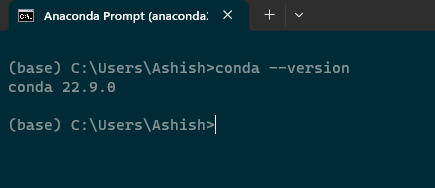 Anaconda Prompt (anaconda
(base) C:\Users\Ashish>conda --version
conda 22.9.0
(base) C:\Users\Ashish>